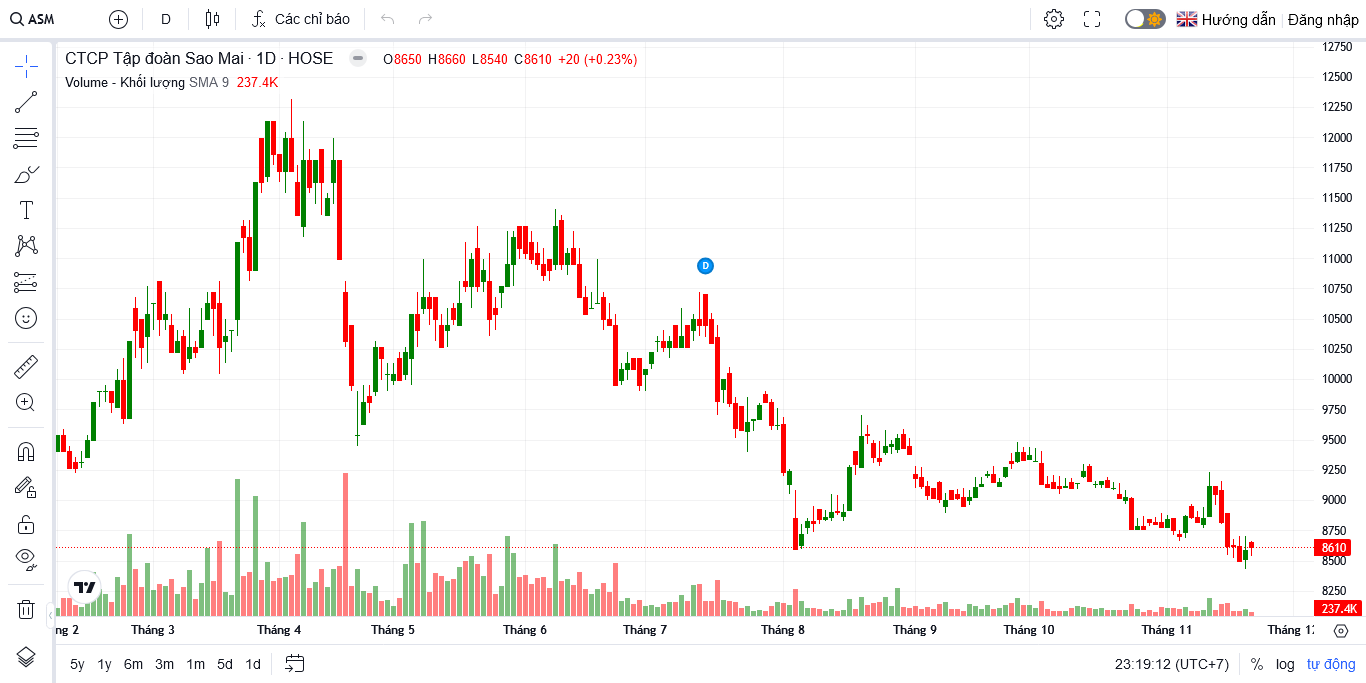 ASM D Các chỉ báo Hướng dẫn Đăng nhập
CTCP Tập đoàn Sao Mai · 1D · HOSE O8650 H8660 L8540 C8610 +20 (+0.23%)
Volume - Khối lượng SMA 9 237.4K
12750
12500
12250
12000
11750
11500
11250
11000
D
10750
10500
10250
10000
9750
9500
9250
9000
8750
8610
8500
8250
237.4K
ng 2 Tháng 3 Tháng 4 Tháng 5 Tháng 6 Tháng 7 Tháng 8 Tháng 9 Tháng 10 Tháng 11 Tháng 12
5y 1y 6m 3m 1m 5d 1d 23:19:12 (UTC+7) % log tự động